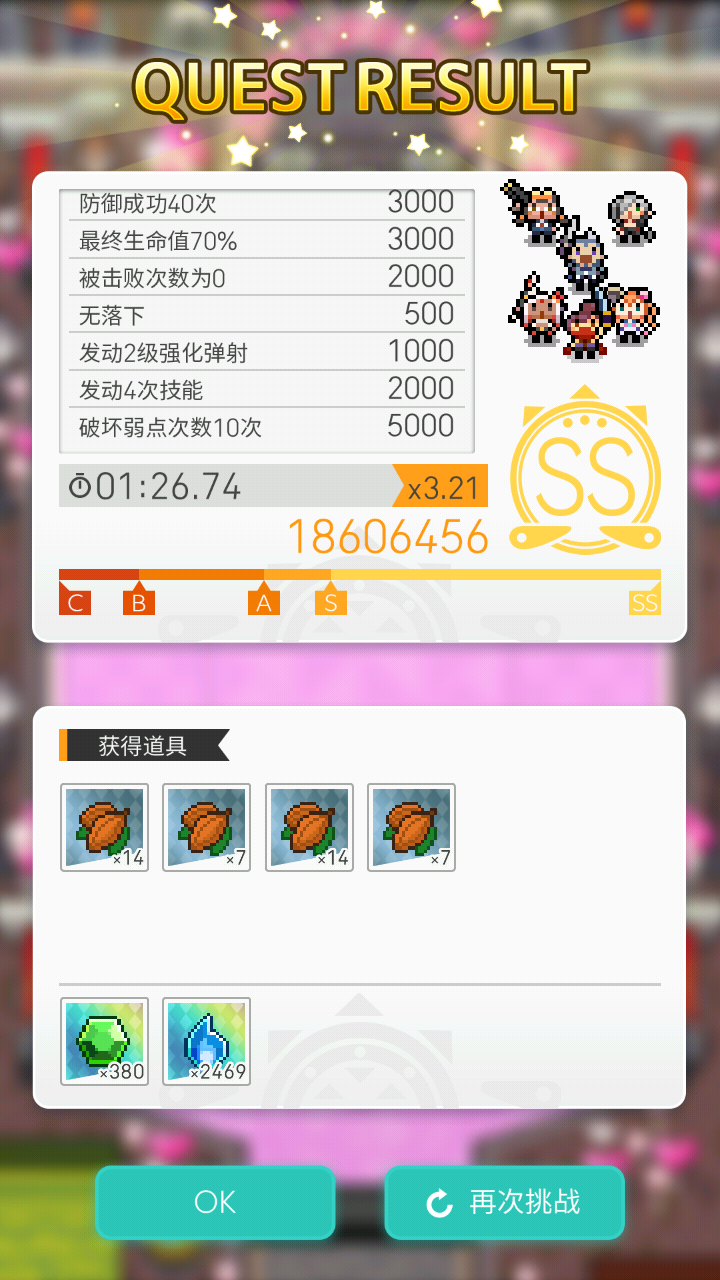 QUEST RESULT
防御成功40次 3000
最终生命值70% 3000
被击败次数为0 2000
无落下 500
发动2级强化弹射 1000
发动4次技能 2000
破坏弱点次数10次 5000
SS
01:26.74 x3.21
18606456
C B A S SS
获得道具
×14 ×7 ×14 ×7
×380 ×2469
OK 再次挑战